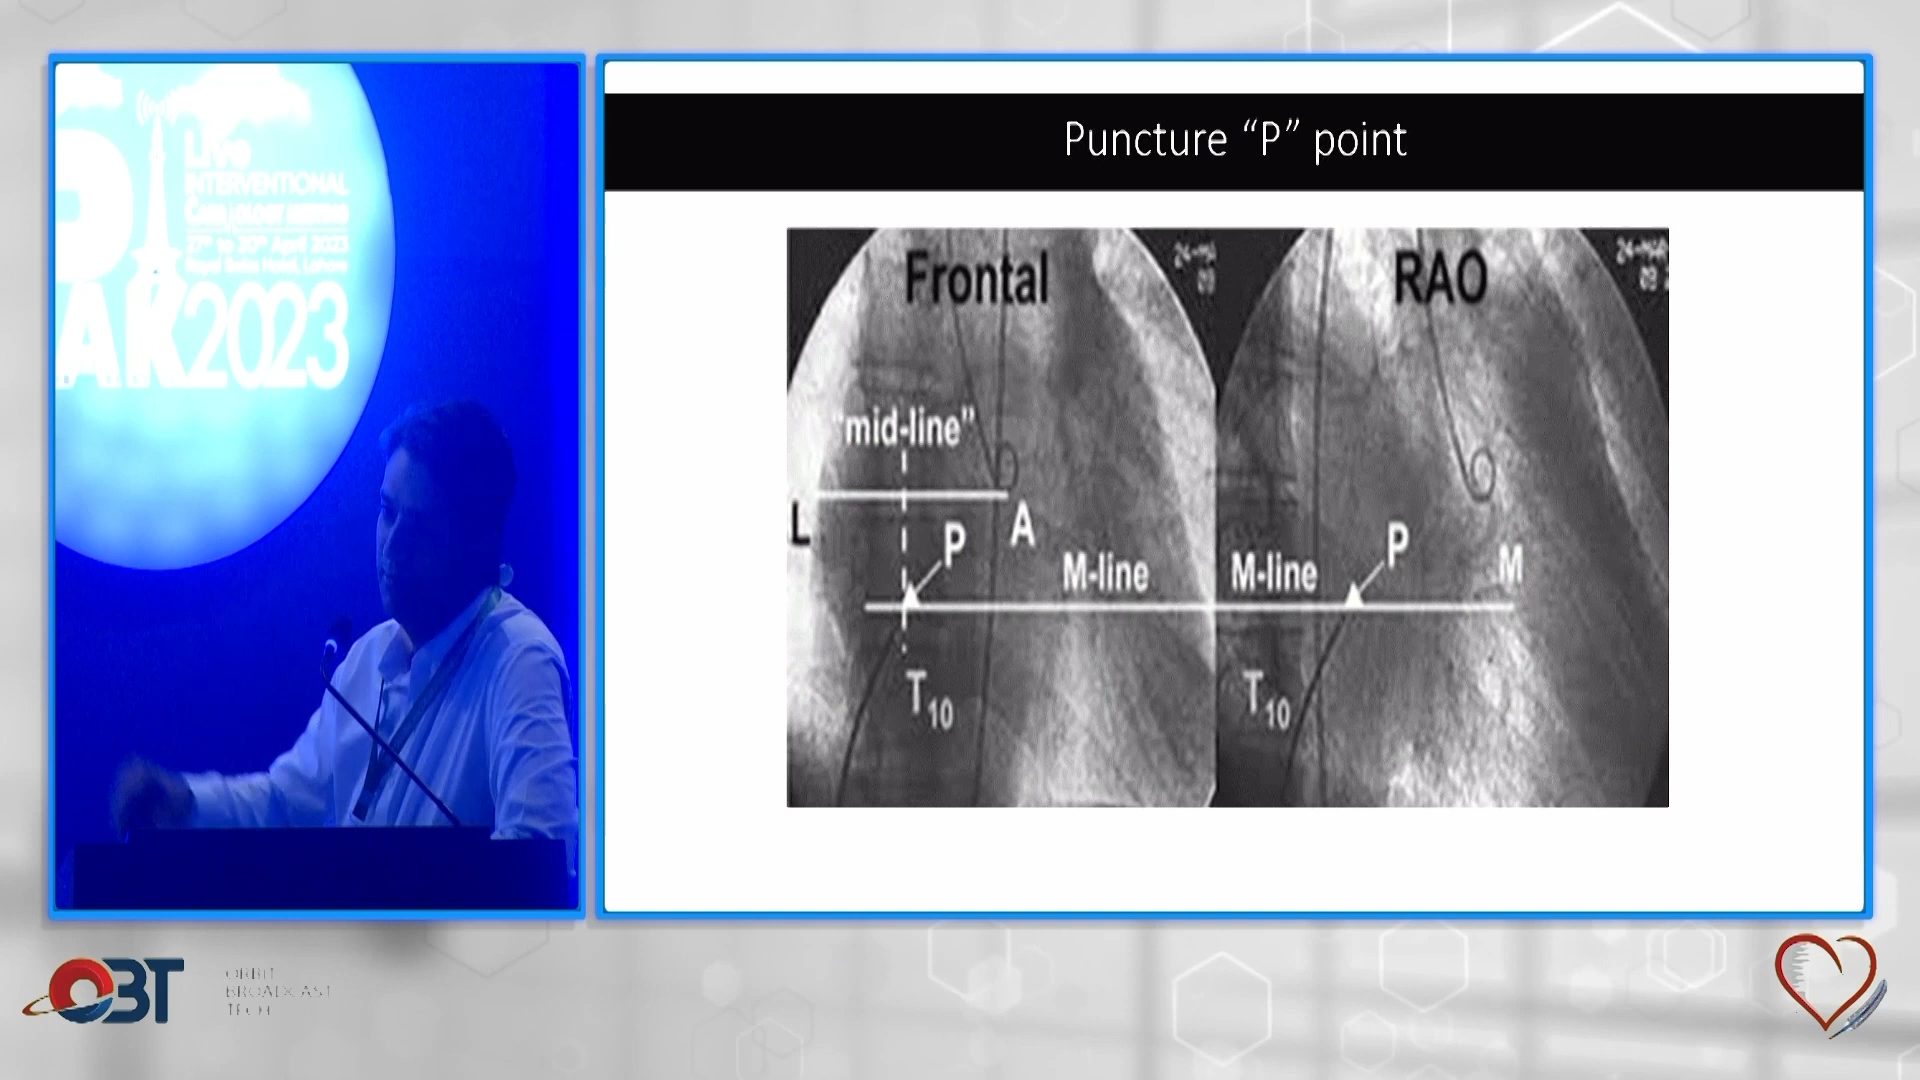 Live
INTERVENTIONAL
27th to 30th April 2023
AK2023
Puncture “P” point
Frontal
"mid-line"
L
A
P
M-line
T10
RAO
M-line
P
M
T10
OBT
ORBIT
BROADCAST
TECH